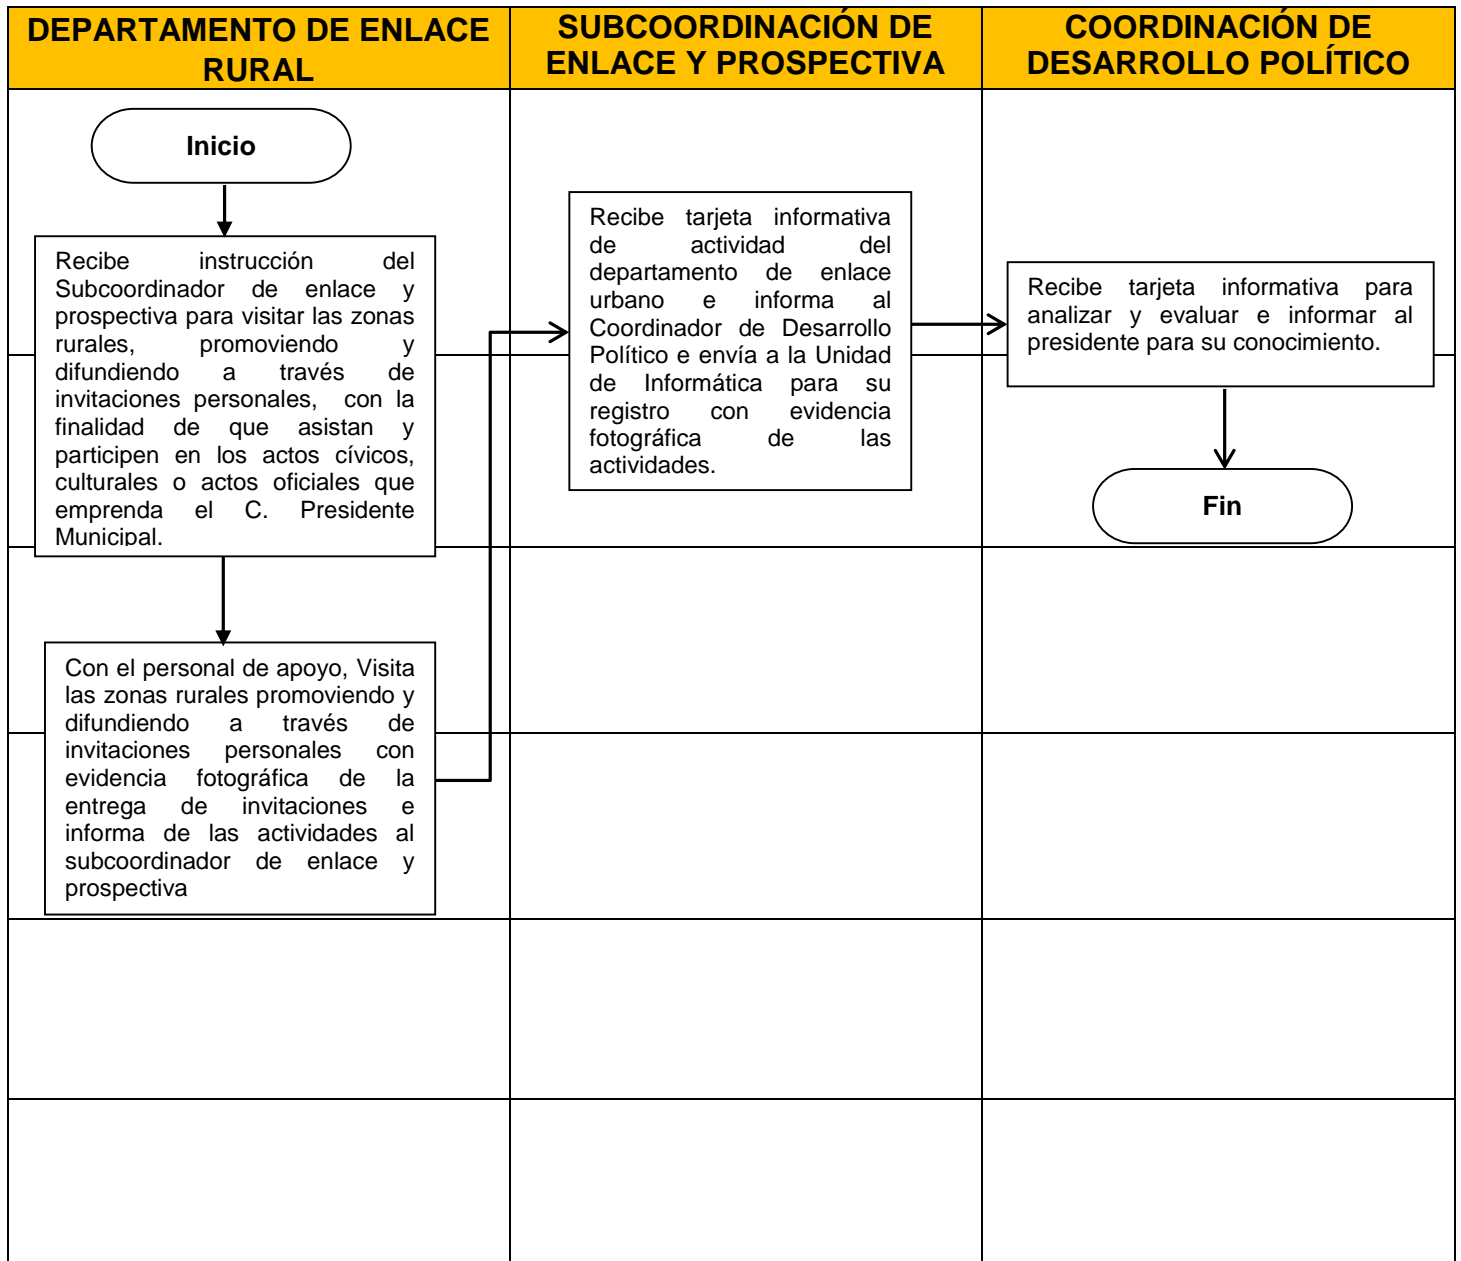 DEPARTAMENTO DE ENLACE
RURAL
SUBCOORDINACIÓN DE
ENLACE Y PROSPECTIVA
COORDINACIÓN DE
DESARROLLO POLÍTICO
Inicio
Recibe instrucción del
Subcoordinador de enlace y
prospectiva para visitar las zonas
rurales, promoviendo y
difundiendo a través de
invitaciones personales, con la
finalidad de que asistan y
participen en los actos cívicos,
culturales o actos oficiales que
emprenda el C. Presidente
Municipal.
Con el personal de apoyo, Visita
las zonas rurales promoviendo y
difundiendo a través de
invitaciones personales con
evidencia fotográfica de la
entrega de invitaciones e
informa de las actividades al
subcoordinador de enlace y
prospectiva
Recibe tarjeta informativa
de actividad del
departamento de enlace
urbano e informa al
Coordinador de Desarrollo
Político e envía a la Unidad
de Informática para su
registro con evidencia
fotográfica de las
actividades.
Recibe tarjeta informativa para
analizar y evaluar e informar al
presidente para su conocimiento.
Fin